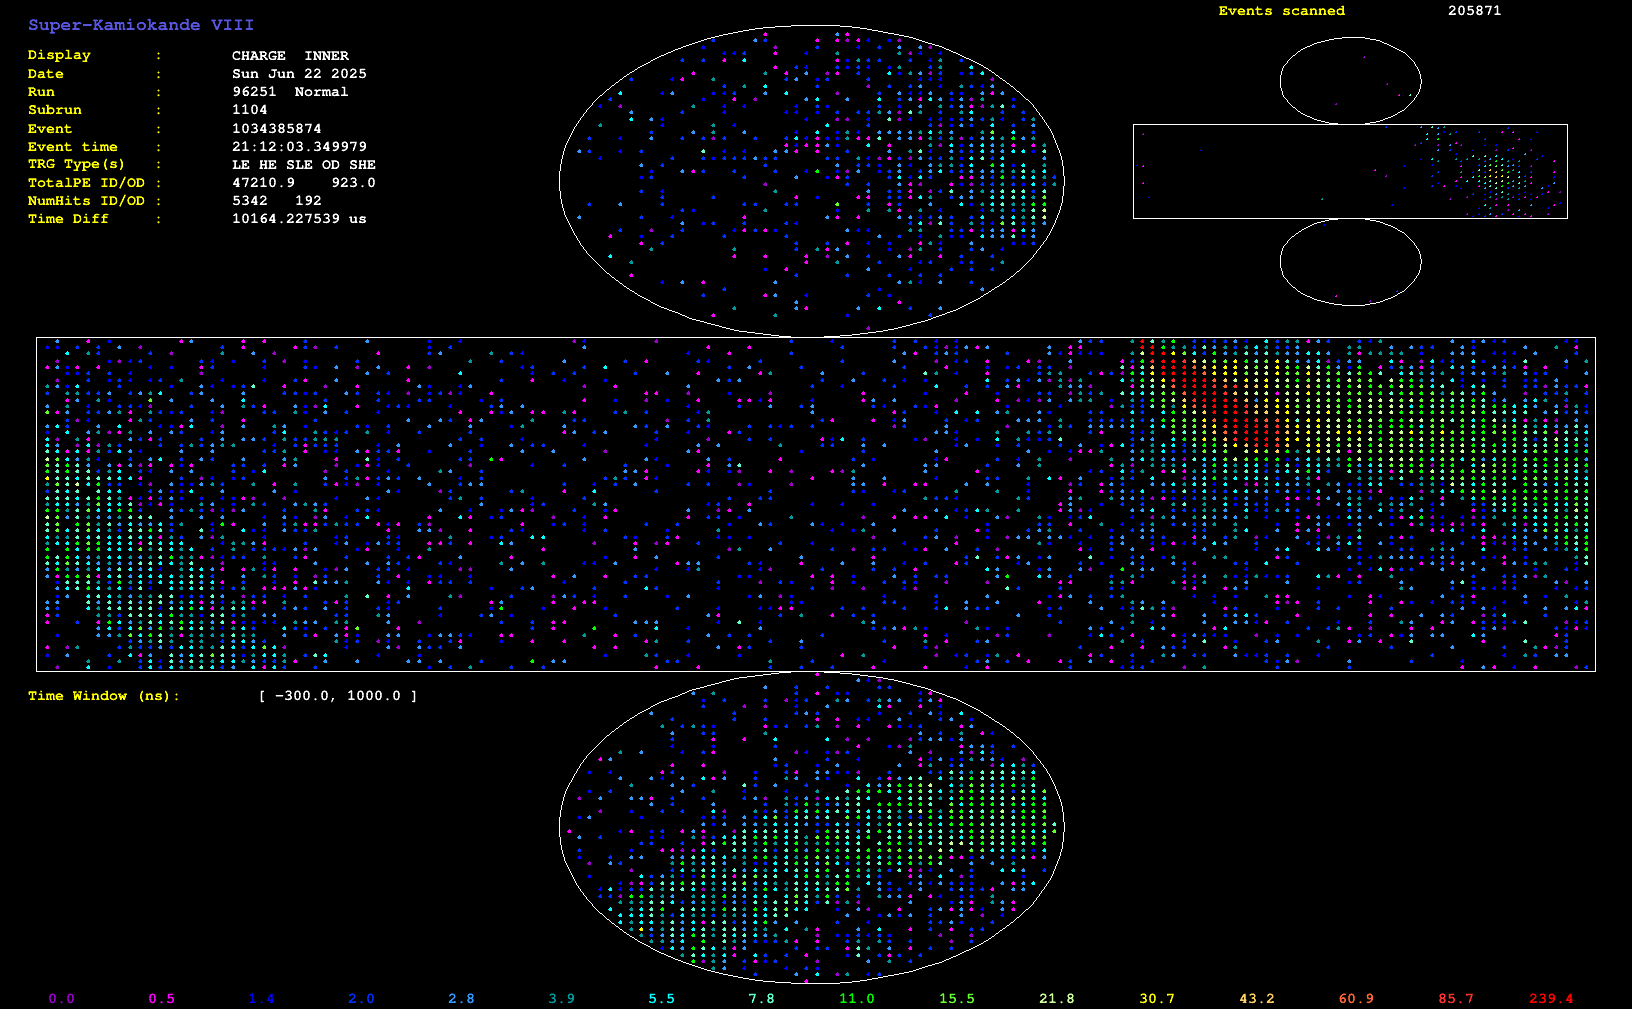 Super-Kamiokande VIII
Events scanned 205871
Display : CHARGE INNER
Date : Sun Jun 22 2025
Run : 96251 Normal
Subrun : 1104
Event : 1034385874
Event time : 21:12:03.349979
TRG Type(s) : LE HE SLE OD SHE
TotalPE ID/OD : 47210.9 923.0
NumHits ID/OD : 5342 192
Time Diff : 10164.227539 us
Time Window (ns): [ -300.0, 1000.0 ]
0.0 0.5 1.4 2.0 2.8 3.9 5.5 7.8 11.0 15.5 21.8 30.7 43.2 60.9 85.7 239.4